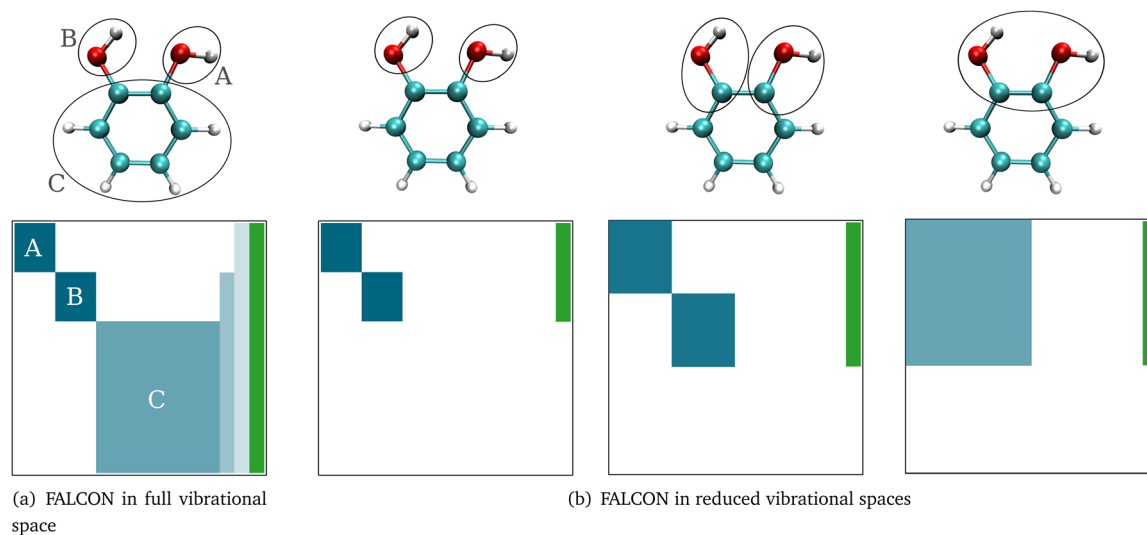 B
A
C
A
B
C
(a) FALCON in full vibrational
space
(b) FALCON in reduced vibrational spaces